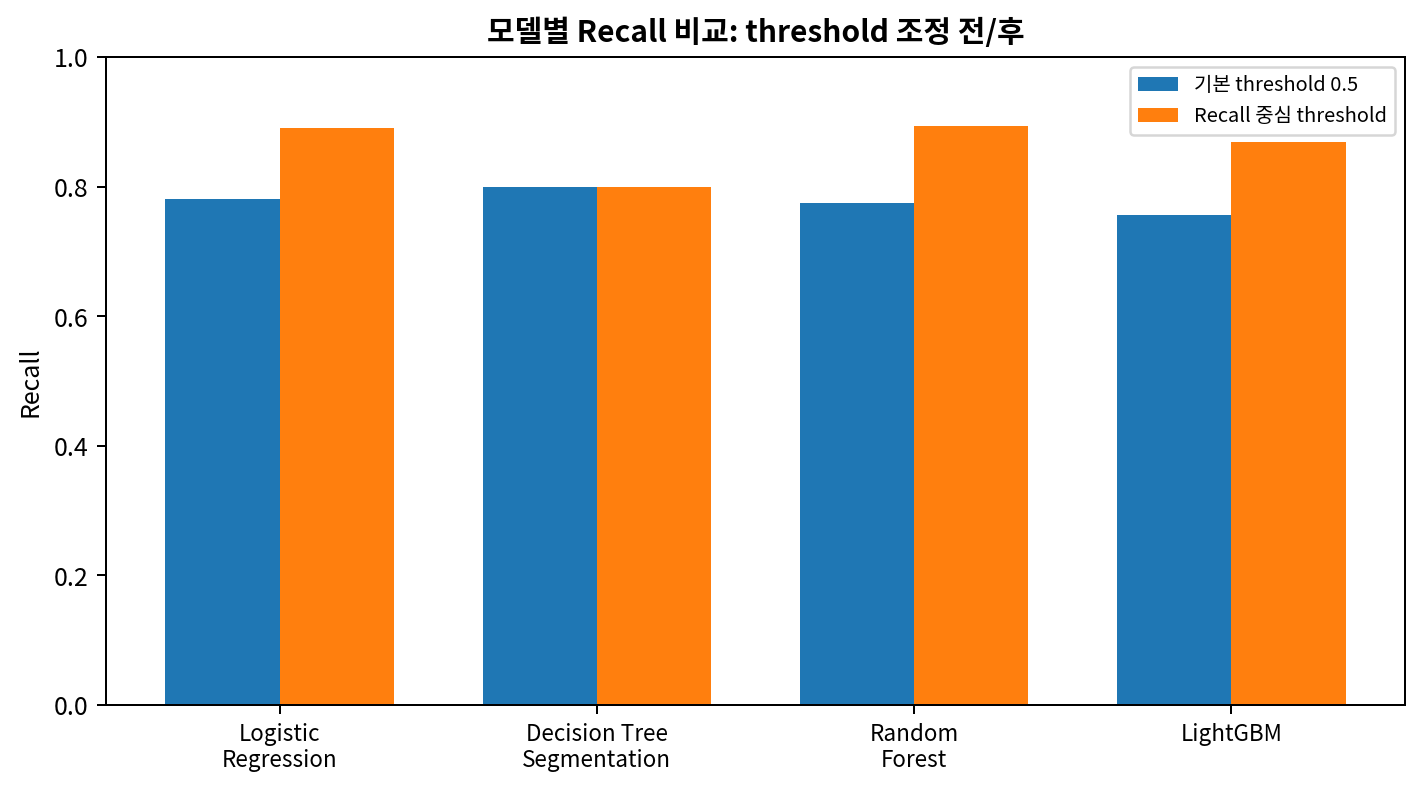 모델별 Recall 비교: threshold 조정 전/후
기본 threshold 0.5
Recall 중심 threshold
Recall
1.0
0.8
0.6
0.4
0.2
0.0
Logistic
Regression
Decision Tree
Segmentation
Random
Forest
LightGBM